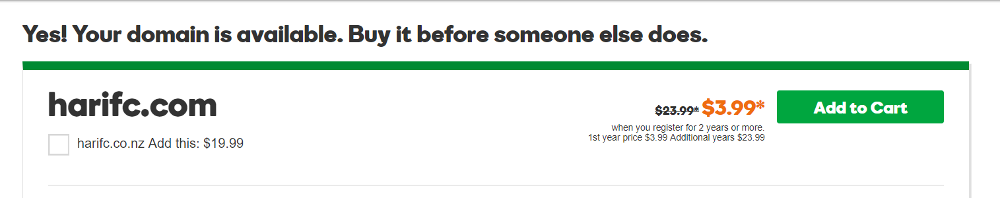 Yes! Your domain is available. Buy it before someone else does.
harifc.com
$23.99* $3.99*
Add to Cart
when you register for 2 years or more.
1st year price $3.99 Additional years $23.99
harifc.co.nz Add this: $19.99